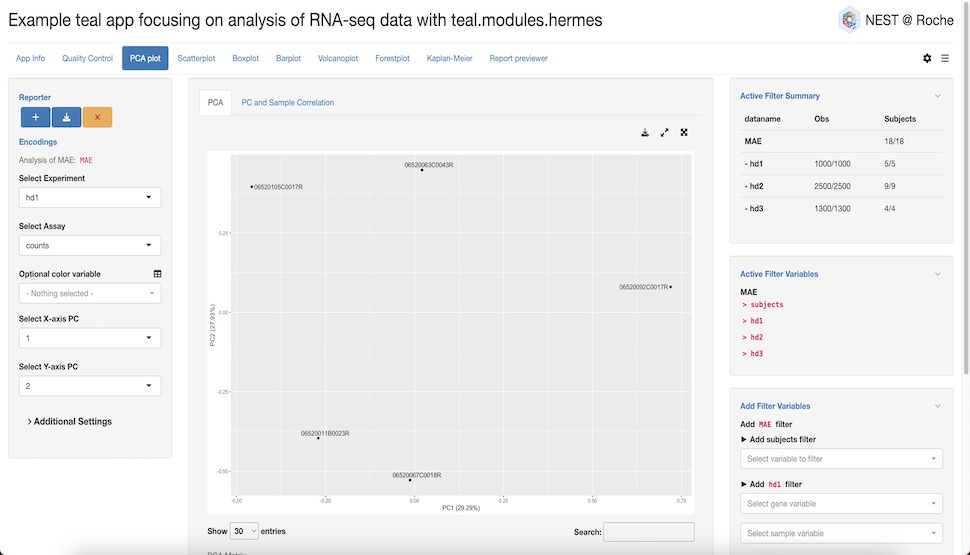 Example teal app focusing on analysis of RNA-seq data with teal.modules.hermes
NEST @ Roche
App Info Quality Control PCA plot Scatterplot Boxplot Barplot Volcanoplot Forestplot Kaplan-Meier Report previewer
Reporter
+ x
Encodings
Analysis of MAE: MAE
Select Experiment
hd1
Select Assay
counts
Optional color variable
- Nothing selected -
Select X-axis PC
1
Select Y-axis PC
2
> Additional Settings
PCA PC and Sample Correlation
06520063C0043R
06520105C0017R
06520092C0017R
06520011B0023R
06520067C0018R
PC2 (27.93%)
0.25
0.00
-0.25
-0.50
-0.50 -0.25 0.00 0.25 0.50 0.75
PC1 (29.29%)
Show 30 entries Search:
PCA Matrix
Active Filter Summary
dataname Obs Subjects
MAE 18/18
- hd1 1000/1000 5/5
- hd2 2500/2500 9/9
- hd3 1300/1300 4/4
Active Filter Variables
MAE
> subjects
> hd1
> hd2
> hd3
Add Filter Variables
Add MAE filter
Add subjects filter
Select variable to filter
Add hd1 filter
Select gene variable
Select sample variable